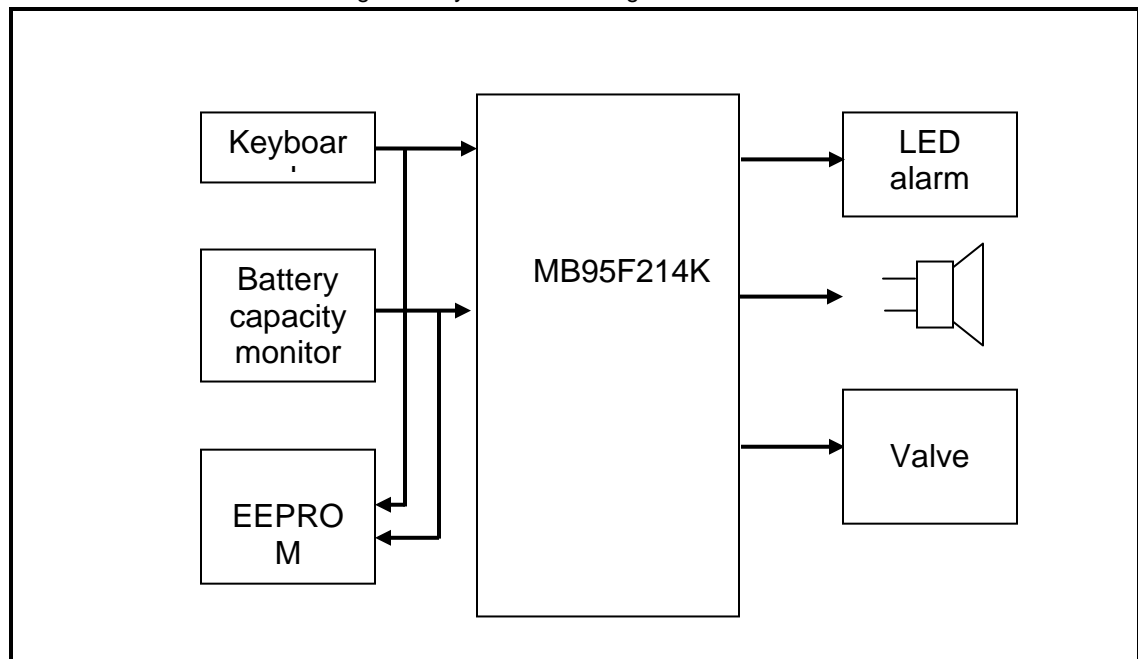 Keyboar
Battery
capacity
monitor
EEPRO
M
MB95F214K
LED
alarm
Valve